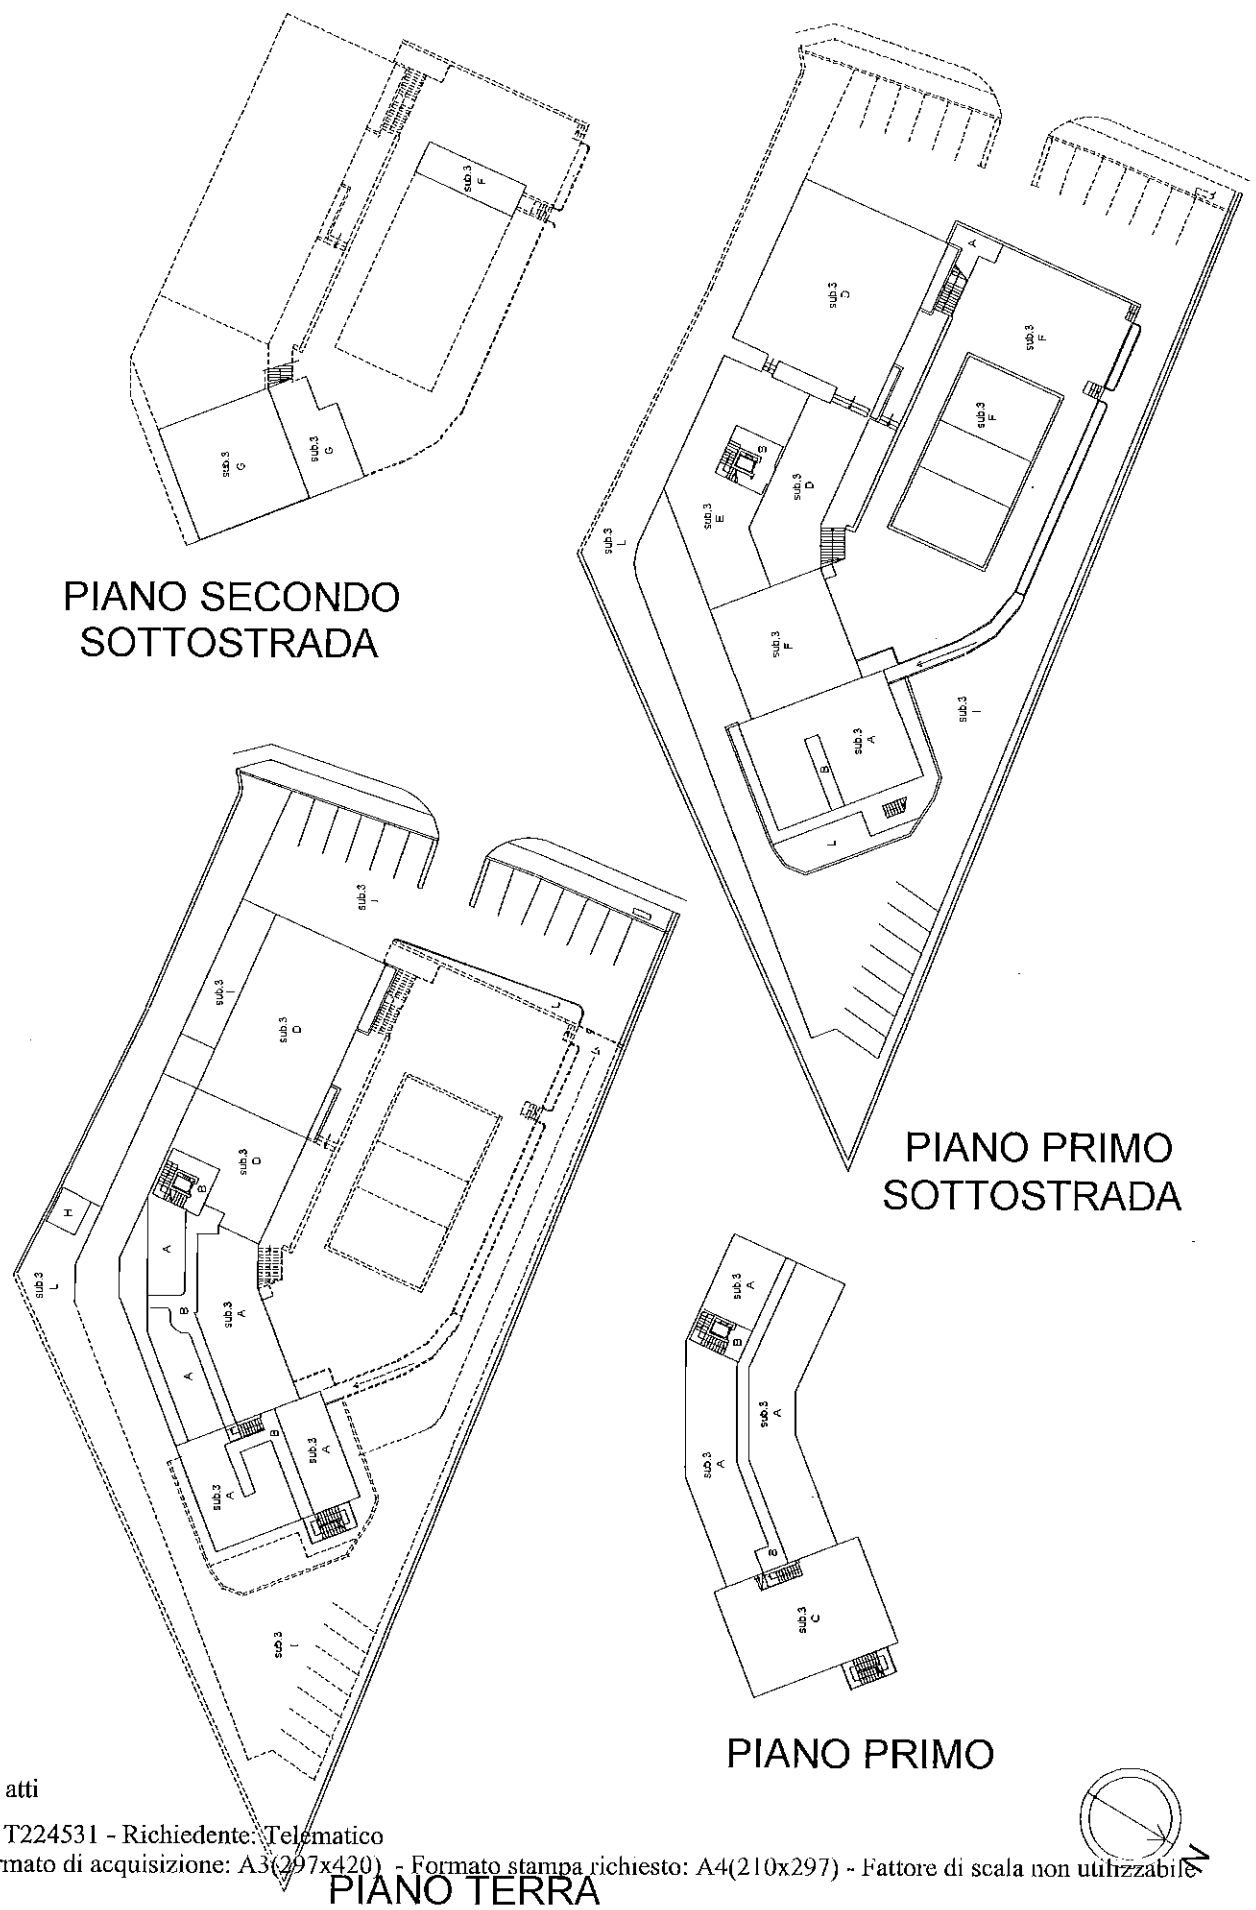 sub.3
F
sub.3
G
sub.3
G
PIANO SECONDO
SOTTOSTRADA
A
sub.3
D
sub.3
F
sub.3
F
B
sub.3
D
sub.3
E
sub.3
L
sub.3
F
sub.3
I
sub.3
A
B
L
PIANO PRIMO
SOTTOSTRADA
sub.3
I
sub.3
I
sub.3
D
sub.3
D
B
H
A
sub.3
L
B
sub.3
A
A
B
sub.3
A
sub.3
A
sub.3
I
PIANO TERRA
sub.3
A
B
sub.3
A
sub.3
A
B
sub.3
C
PIANO PRIMO
N
atti
T224531 - Richiedente: Telematico
rmato di acquisizione: A3(297x420) - Formato stampa richiesto: A4(210x297) - Fattore di scala non utilizzabile